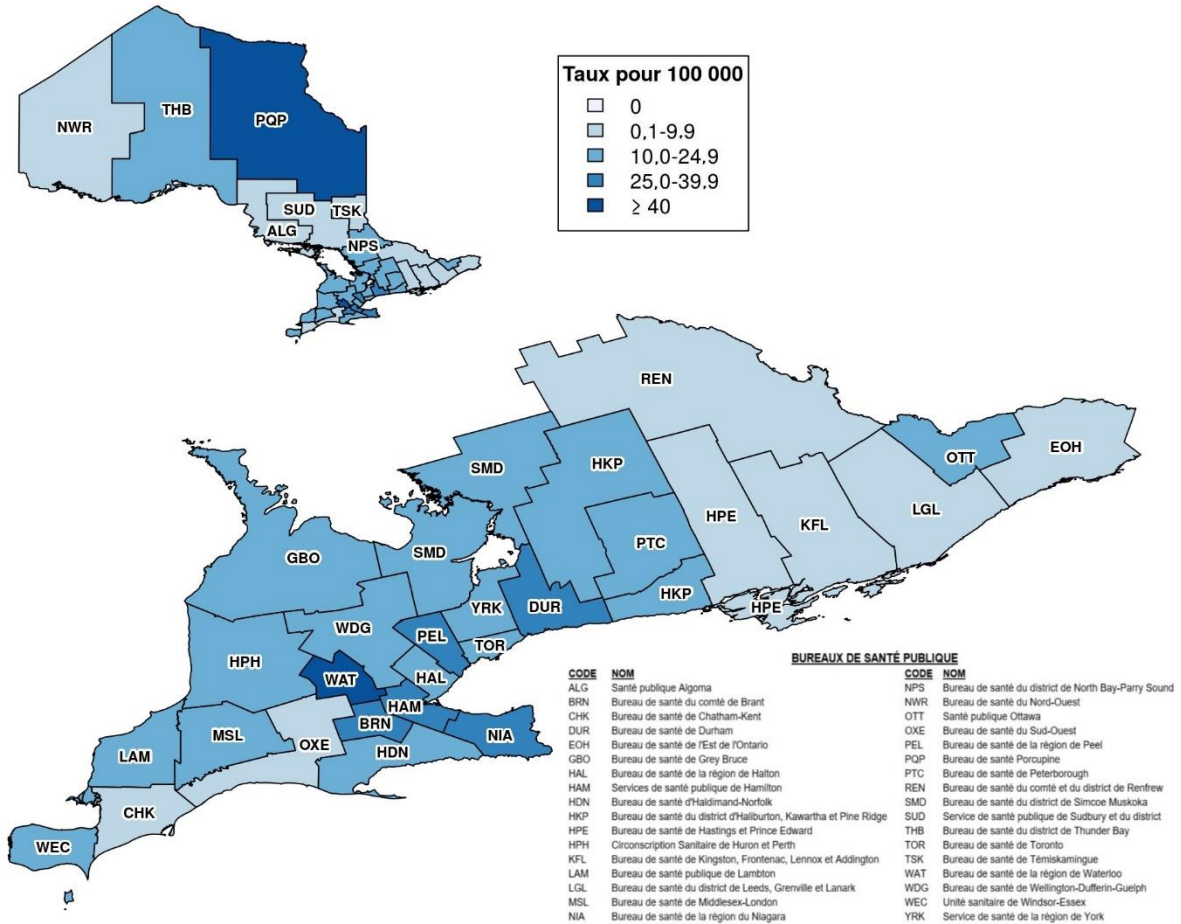 Taux pour 100 000
0
0,1-9.9
10,0-24,9
25,0-39,9
≥ 40
NWR
THB
PQP
SUD
TSK
ALG
NPS
REN
SMD
HKP
OTT
EOH
HPE
KFL
LGL
GBO
SMD
PTC
HKP
HPE
YRK
DUR
WDG
PEL
TOR
HPH
WAT
HAL
HAM
BRN
NIA
MSL
OXE
HDN
LAM
CHK
WEC
BUREAUX DE SANTÉ PUBLIQUE
CODE NOM
ALG Santé publique Algoma
BRN Bureau de santé du comté de Brant
CHK Bureau de santé de Chatham-Kent
DUR Bureau de santé de Durham
EOH Bureau de santé de l'Est de l'Ontario
GBO Bureau de santé de Grey Bruce
HAL Bureau de santé de la région de Halton
HAM Services de santé publique de Hamilton
HDN Bureau de santé d'Haldimand-Norfolk
HKP Bureau de santé du district d'Haliburton, Kawartha et Pine Ridge
HPE Bureau de santé de Hastings et Prince Edward
HPH Circonscription Sanitaire de Huron et Perth
KFL Bureau de santé de Kingston, Frontenac, Lennox et Addington
LAM Bureau de santé publique de Lambton
LGL Bureau de santé du district de Leeds, Grenville et Lanark
MSL Bureau de santé de Middlesex-London
NIA Bureau de santé de la région du Niagara
CODE NOM
NPS Bureau de santé du district de North Bay-Parry Sound
NWR Bureau de santé du Nord-Ouest
OTT Santé publique Ottawa
OXE Bureau de santé du Sud-Ouest
PEL Bureau de santé de la région de Peel
PQP Bureau de santé Porcupine
PTC Bureau de santé de Peterborough
REN Bureau de santé du comté et du district de Renfrew
SMD Bureau de santé du district de Simcoe Muskoka
SUD Service de santé publique de Sudbury et du district
THB Bureau de santé du district de Thunder Bay
TOR Bureau de santé de Toronto
TSK Bureau de santé de Témiskamingue
WAT Bureau de santé de la région de Waterloo
WDG Bureau de santé de Wellington-Dufferin-Guelph
WEC Unité sanitaire de Windsor-Essex
YRK Service de santé de la région de York